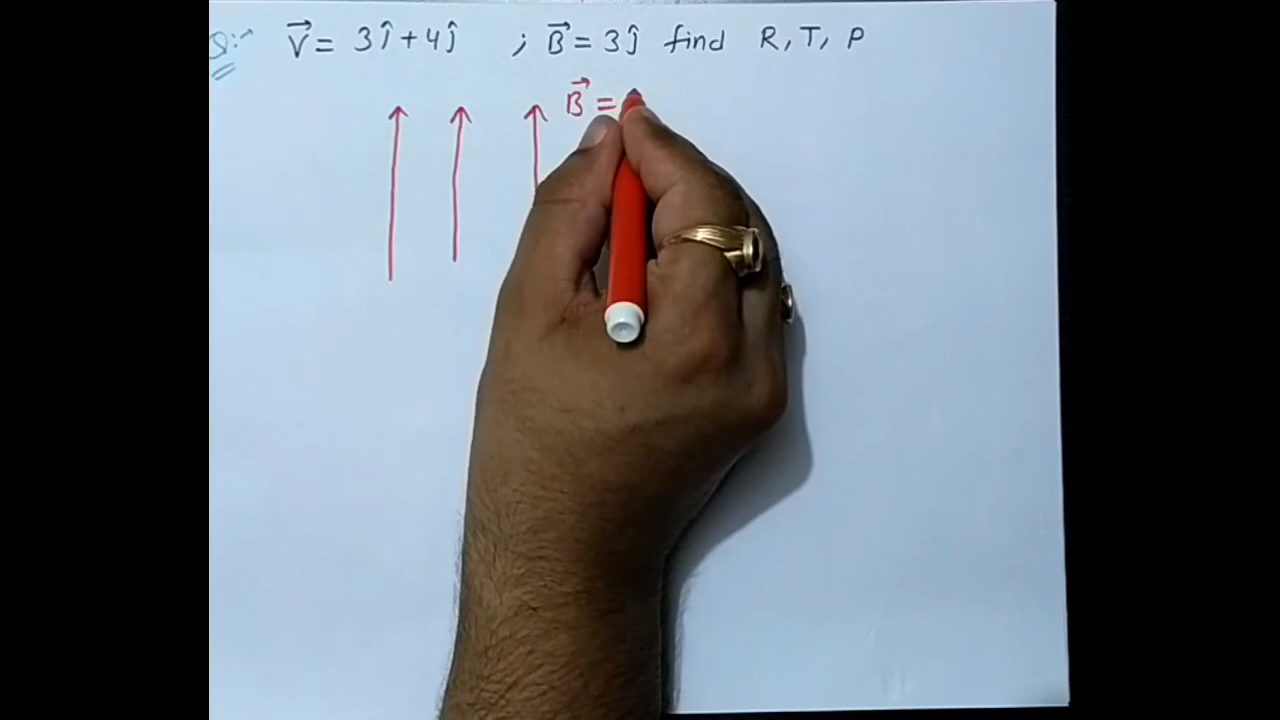 Q:- V⃗ = 3î + 4ĵ ; B⃗ = 3ĵ find R, T, P
B⃗ =